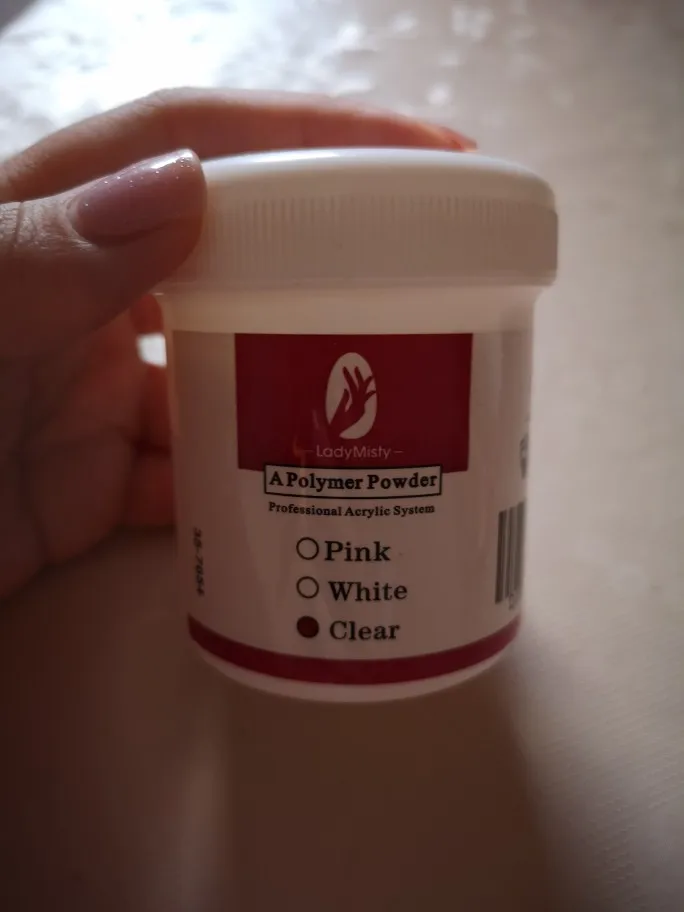 – LadyMisty –
A Polymer Powder
Professional Acrylic System
Pink
White
Clear